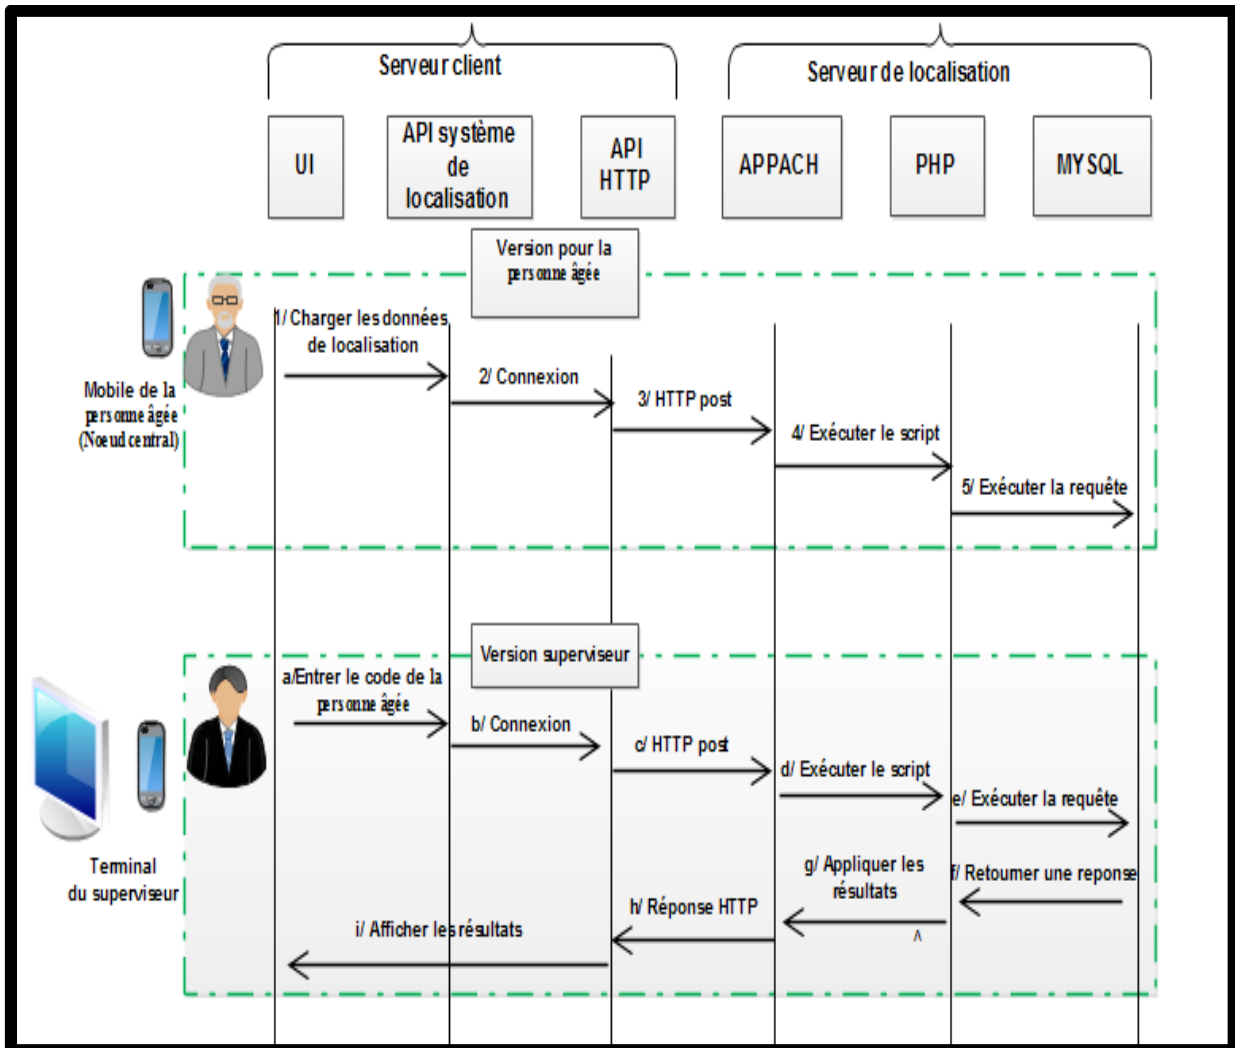 Serveur client
Serveur de localisation
UI
API système
de
localisation
API
HTTP
APPACH
PHP
MYSQL
Version pour la
personne âgée
1/ Charger les données
de localisation
2/ Connexion
3/ HTTP post
4/ Exécuter le script
5/ Exécuter la requête
Mobile de la
personne âgée
(Noeud central)
Version superviseur
a/Entrer le code de la
personne âgée
b/ Connexion
c/ HTTP post
d/ Exécuter le script
e/ Exécuter la requête
f/ Retourner une reponse
g/ Appliquer les
résultats
h/ Réponse HTTP
i/ Afficher les résultats
Terminal
du superviseur